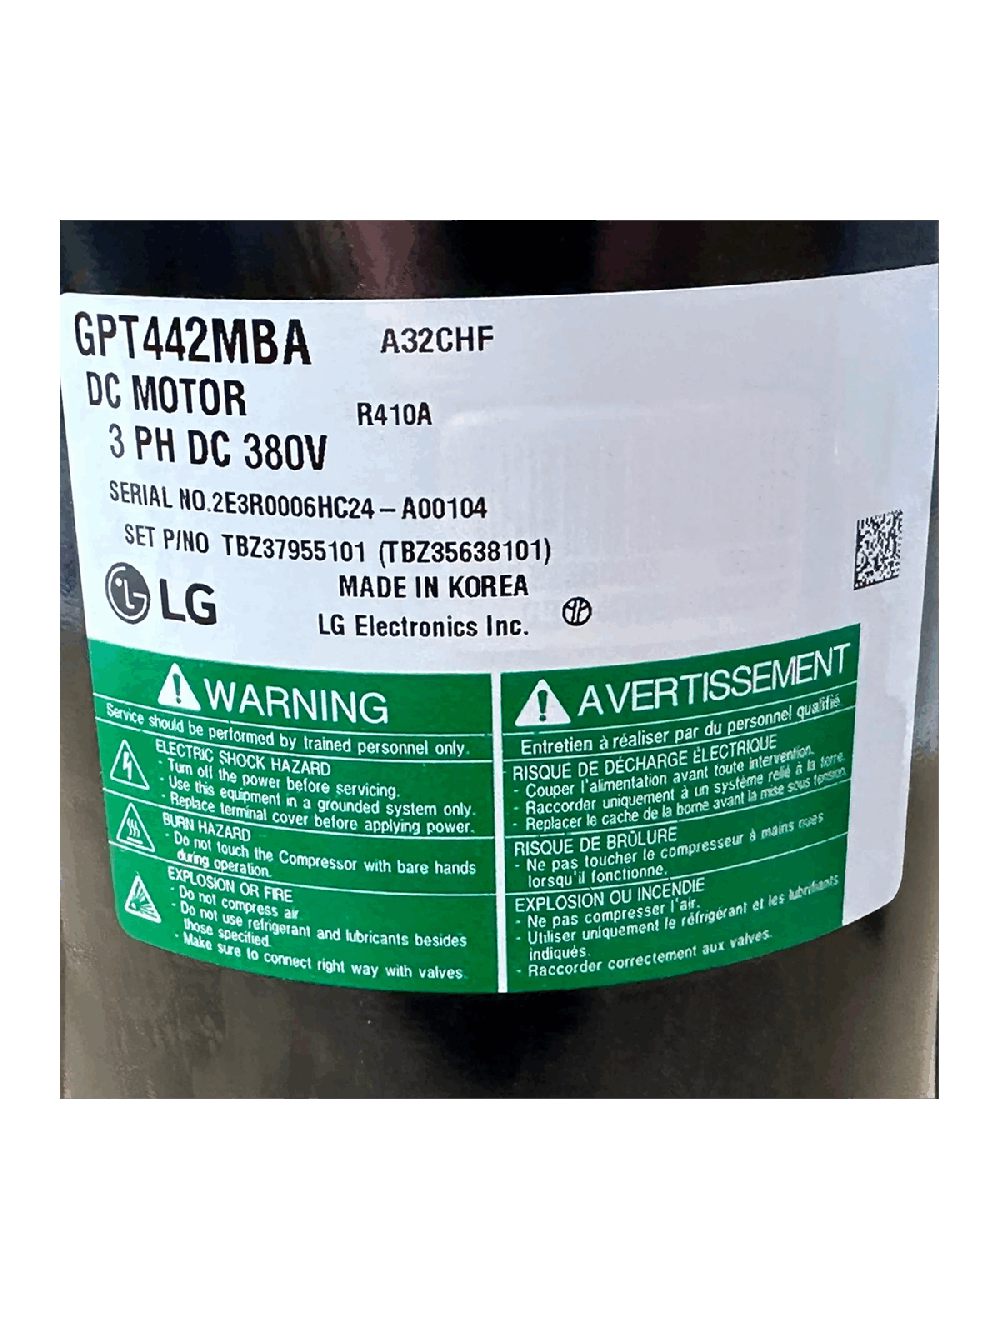 GPT442MBA A32CHF
DC MOTOR
R410A
3 PH DC 380V
SERIAL NO.2E3R0006HC24-A00104
SET P/NO TBZ37955101 (TBZ35638101)
LG
MADE IN KOREA
LG Electronics Inc.
WARNING
Service should be performed by trained personnel only.
ELECTRIC SHOCK HAZARD
- Turn off the power before servicing.
- Use this equipment in a grounded system only.
- Replace terminal cover before applying power.
BURN HAZARD
- Do not touch the Compressor with bare hands
during operation.
EXPLOSION OR FIRE
- Do not compress air.
- Do not use refrigerant and lubricants besides
those specified.
- Make sure to connect right way with valves.
AVERTISSEMENT
Entretien à réaliser par du personnel qualifié.
RISQUE DE DÉCHARGE ÉLECTRIQUE
- Couper l'alimentation avant toute intervention.
- Raccorder uniquement à un système relié à la terre.
- Replacer le cache de la borne avant la mise sous tension.
RISQUE DE BRÛLURE
- Ne pas toucher le compresseur à mains nues
lorsqu'il fonctionne.
EXPLOSION OU INCENDIE
- Ne pas compresser l'air.
- Utiliser uniquement le réfrigérant et les lubrifiants
indiqués.
- Raccorder correctement aux valves.